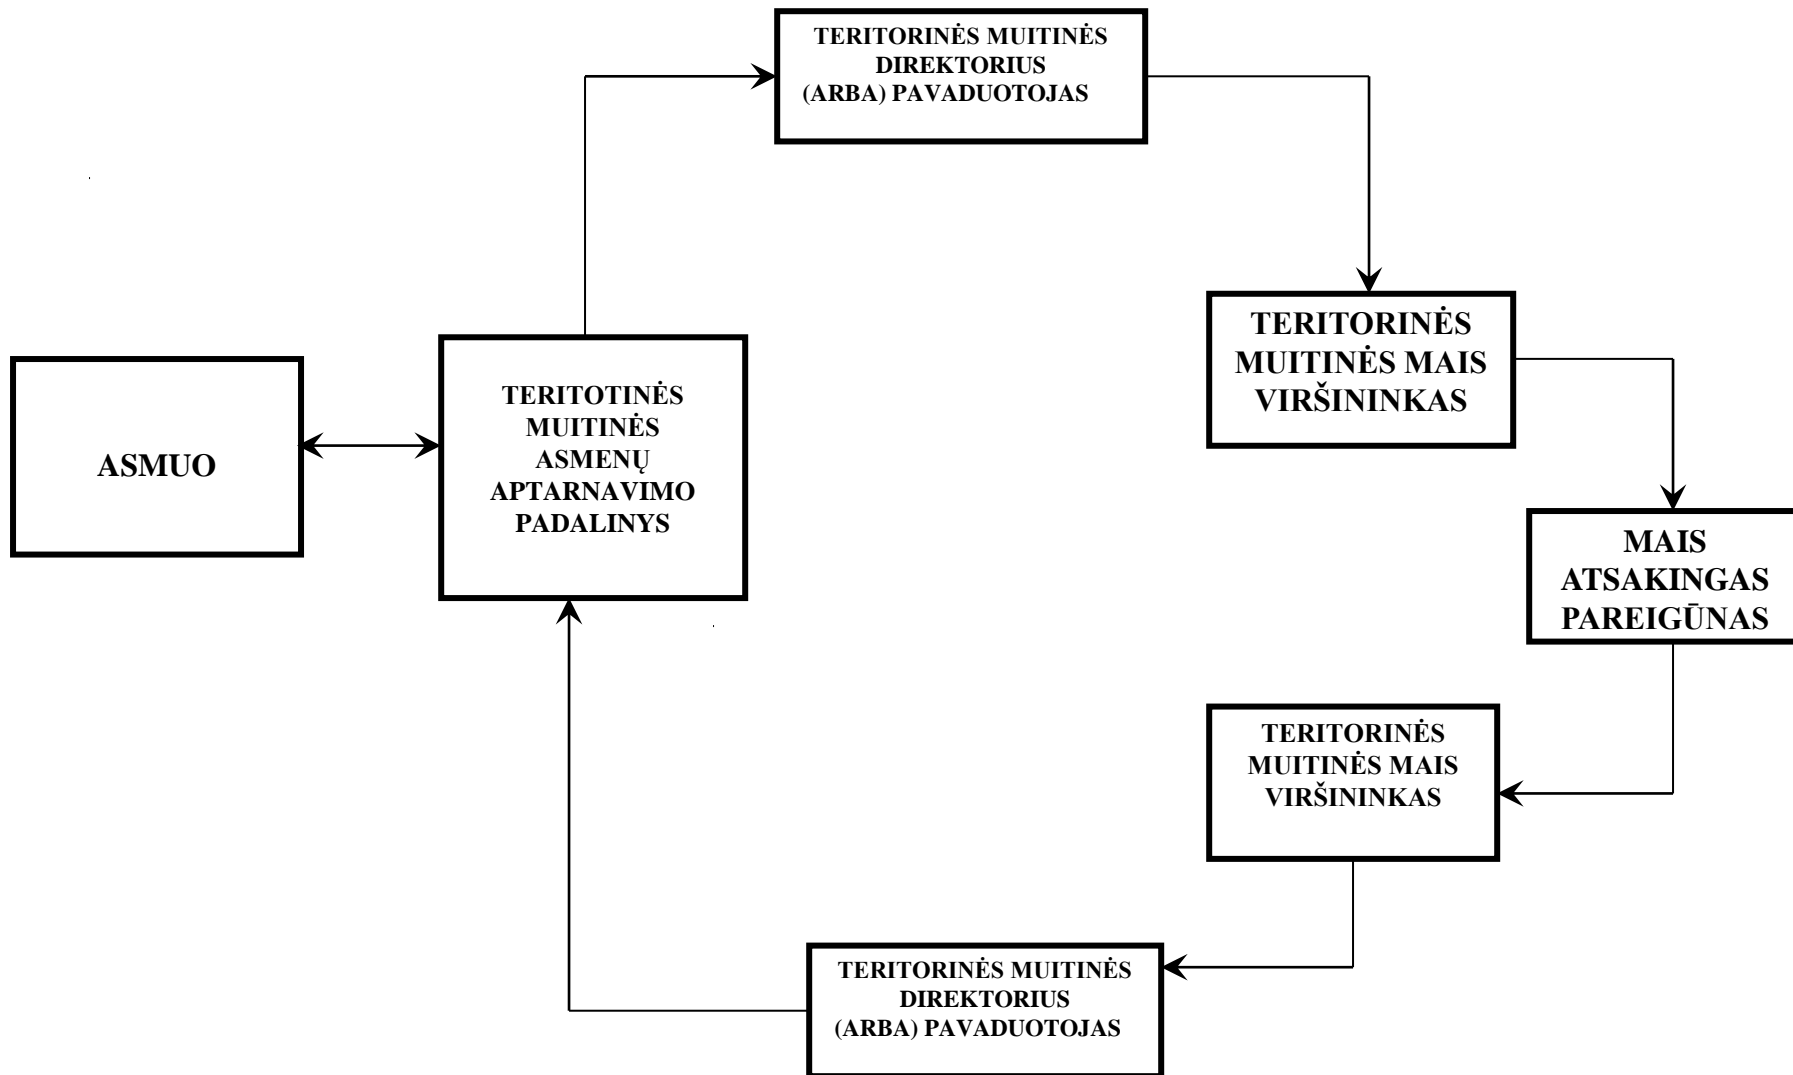 TERITORINĖS MUITINĖS
DIREKTORIUS
(ARBA) PAVADUOTOJAS
TERITORINĖS
MUITINĖS MAIS
VIRŠININKAS
ASMUO
TERITOTINĖS
MUITINĖS
ASMENŲ
APTARNAVIMO
PADALINYS
MAIS
ATSAKINGAS
PAREIGŪNAS
TERITORINĖS
MUITINĖS MAIS
VIRŠININKAS
TERITORINĖS MUITINĖS
DIREKTORIUS
(ARBA) PAVADUOTOJAS